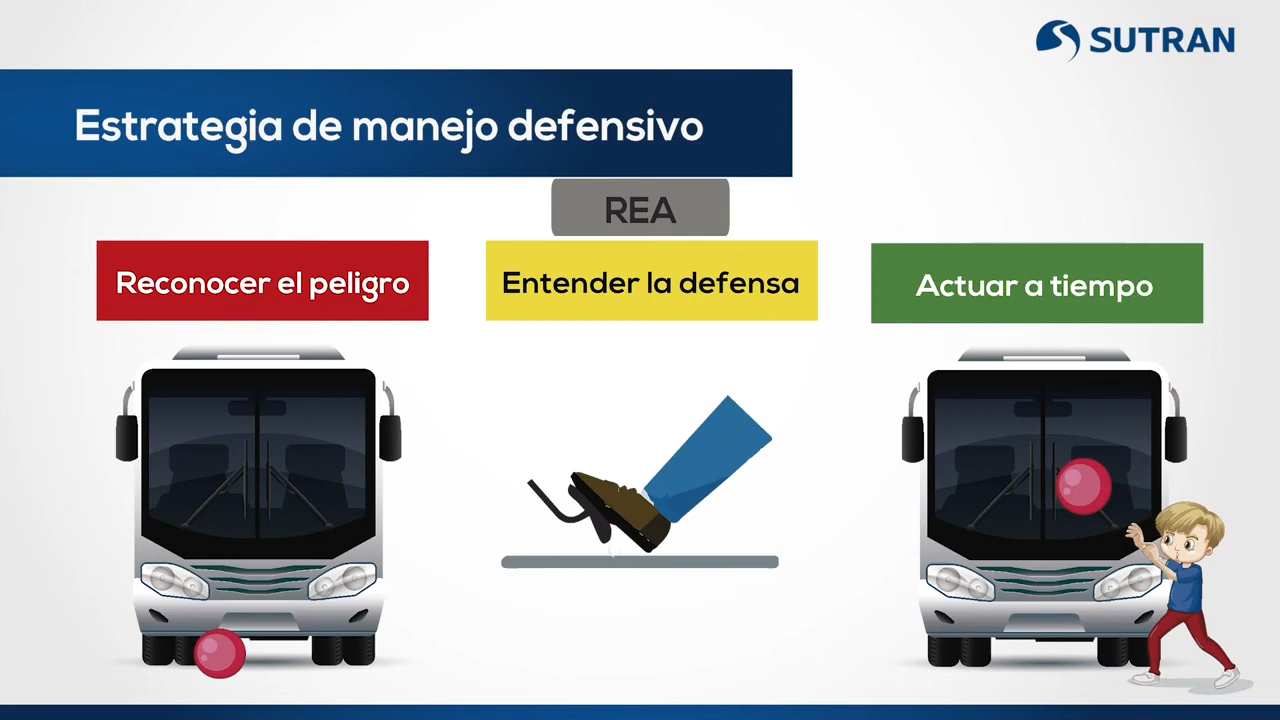 SUTRAN
Estrategia de manejo defensivo
REA
Reconocer el peligro
Entender la defensa
Actuar a tiempo